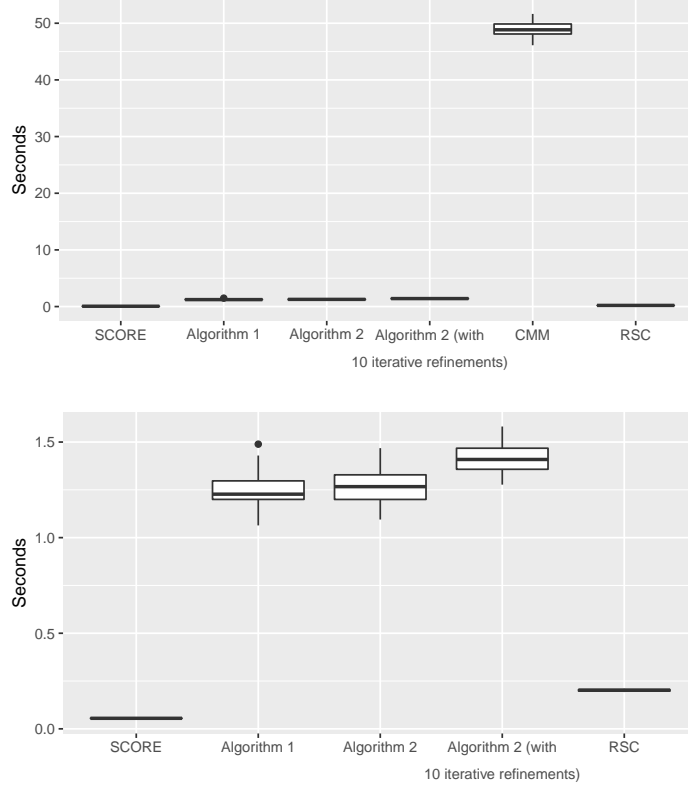 50
40
30
20
10
0
Seconds
SCORE Algorithm 1 Algorithm 2 Algorithm 2 (with CMM RSC
10 iterative refinements)
1.5
1.0
0.5
0.0
Seconds
SCORE Algorithm 1 Algorithm 2 Algorithm 2 (with RSC
10 iterative refinements)